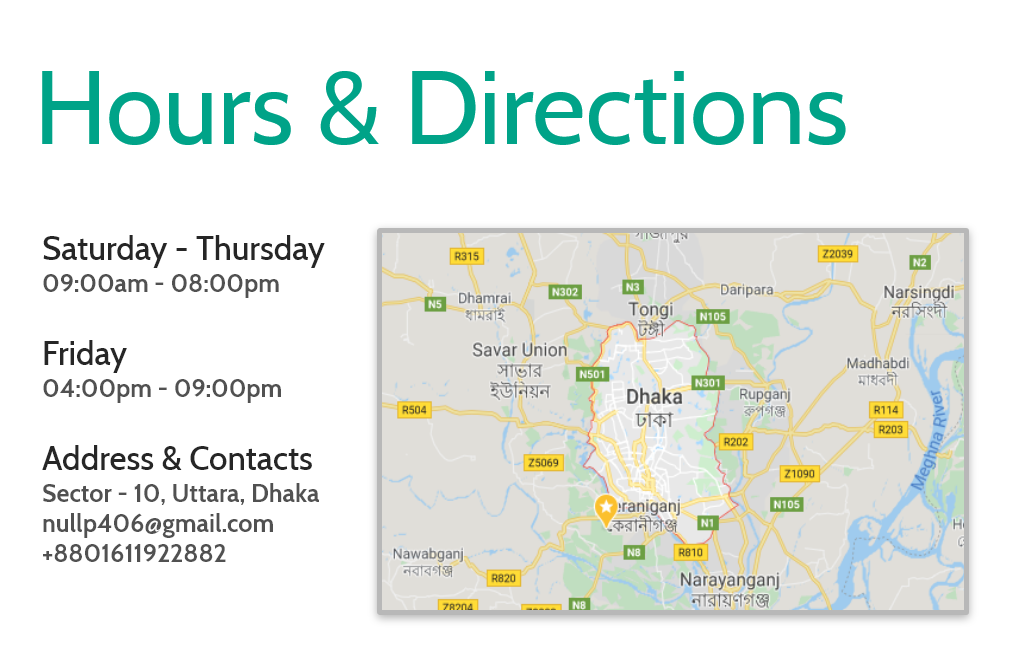 Hours & Directions
Saturday - Thursday
09:00am - 08:00pm
Friday
04:00pm - 09:00pm
Address & Contacts
Sector - 10, Uttara, Dhaka
nullp406@gmail.com
+8801611922882
গাজীপুর
R315
Z2039
N2
N302
N3
Daripara
Narsingdi
নরসিংদী
N5
Dhamrai
ধামরাই
Tongi
টঙ্গী
N105
Savar Union
সাভার
ইউনিয়ন
N501
N301
Madhabdi
মাধবদী
Dhaka
ঢাকা
Rupganj
রুপগঞ্জ
R504
R114
R203
R202
Meghna River
Z5069
Z1090
N105
eraniganj
কেরানীগঞ্জ
N1
N8
R810
Nawabganj
নবাবগঞ্জ
R820
Narayanganj
নারায়ণগঞ্জ
Z8204
N8